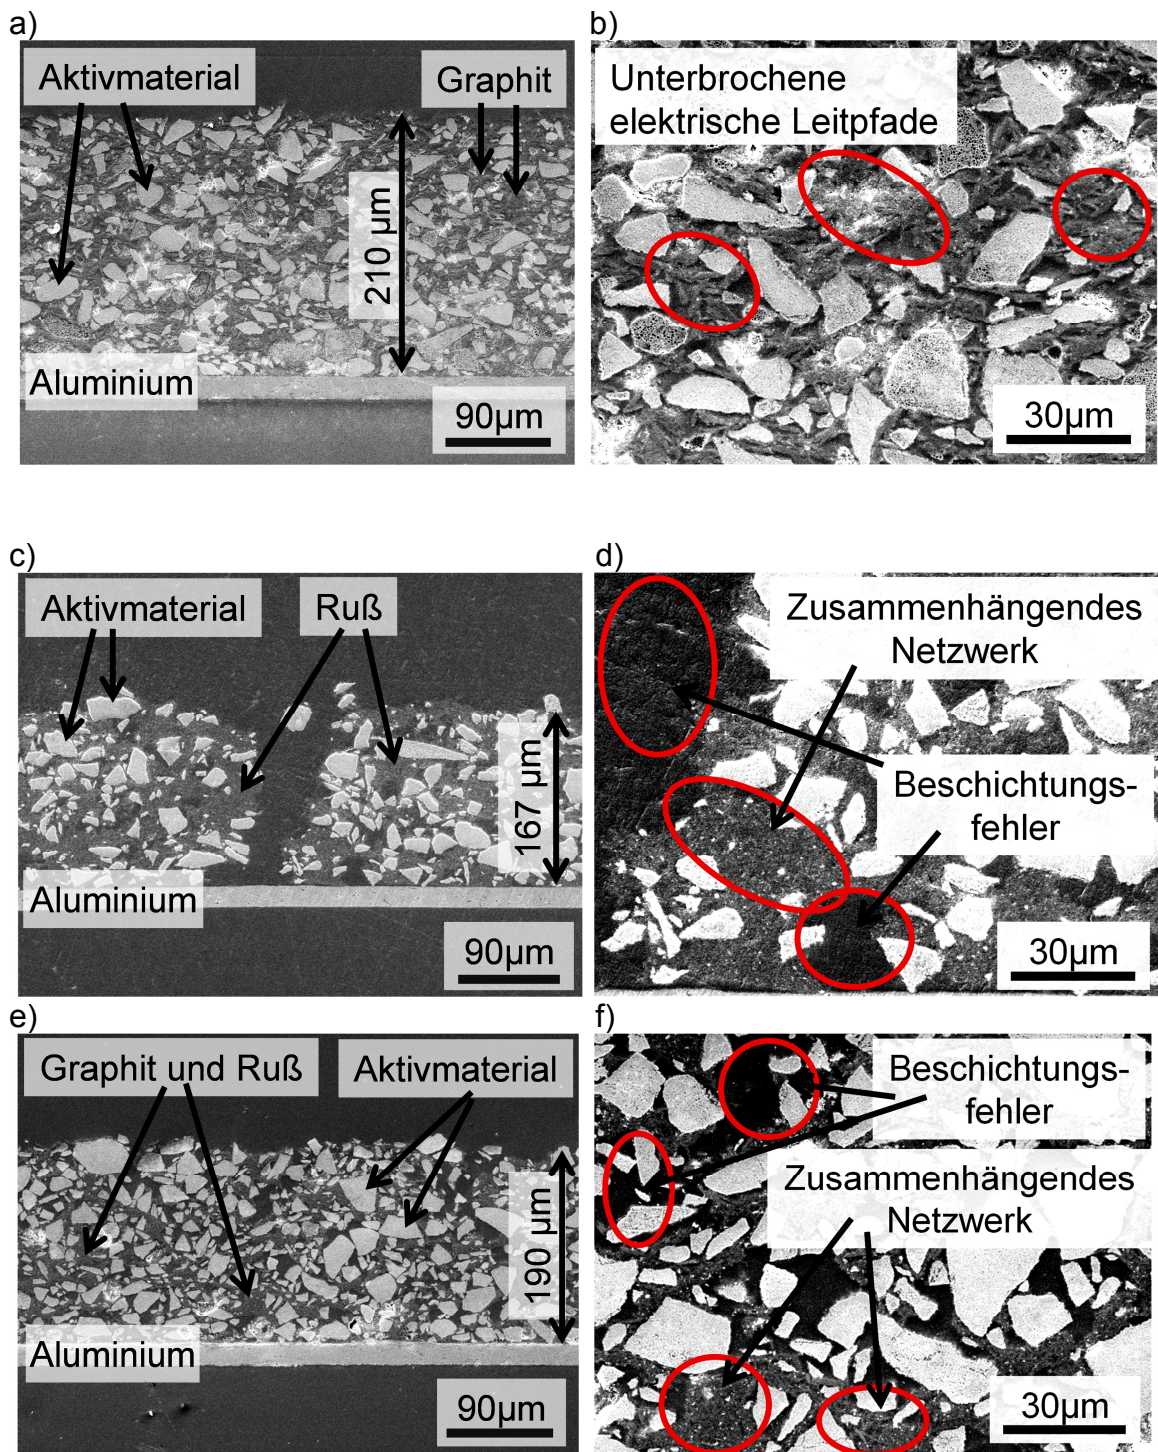 a)
Aktivmaterial
Graphit
210 µm
Aluminium
90µm
b)
Unterbrochene
elektrische Leitpfade
30µm
c)
Aktivmaterial
Ruß
167 µm
Aluminium
90µm
d)
Zusammenhängendes
Netzwerk
Beschichtungs-
fehler
30µm
e)
Graphit und Ruß
Aktivmaterial
190 µm
Aluminium
90µm
f)
Beschichtungs-
fehler
Zusammenhängendes
Netzwerk
30µm